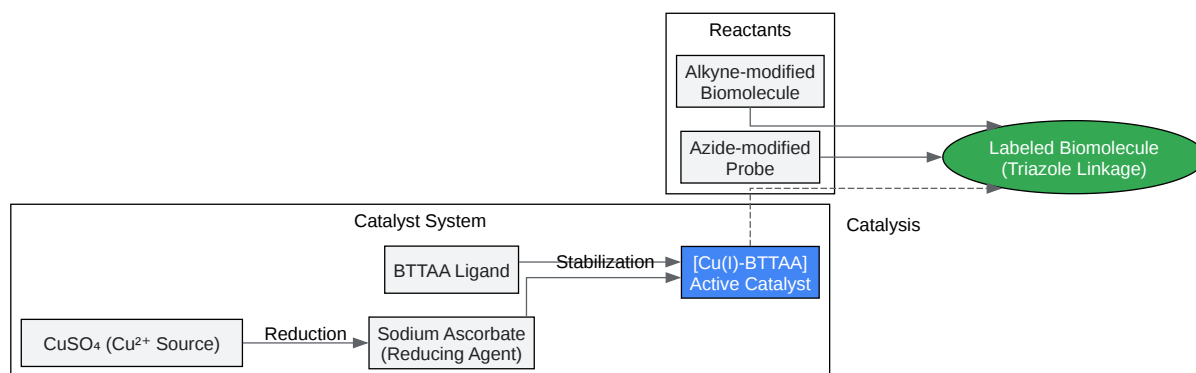 Reactants
Alkyne-modified
Biomolecule
Azide-modified
Probe
Labeled Biomolecule
(Triazole Linkage)
Catalyst System
Catalysis
BTTAA Ligand
Stabilization
[Cu(I)-BTTAA]
Active Catalyst
CuSO₄ (Cu²⁺ Source)
Reduction
Sodium Ascorbate
(Reducing Agent)